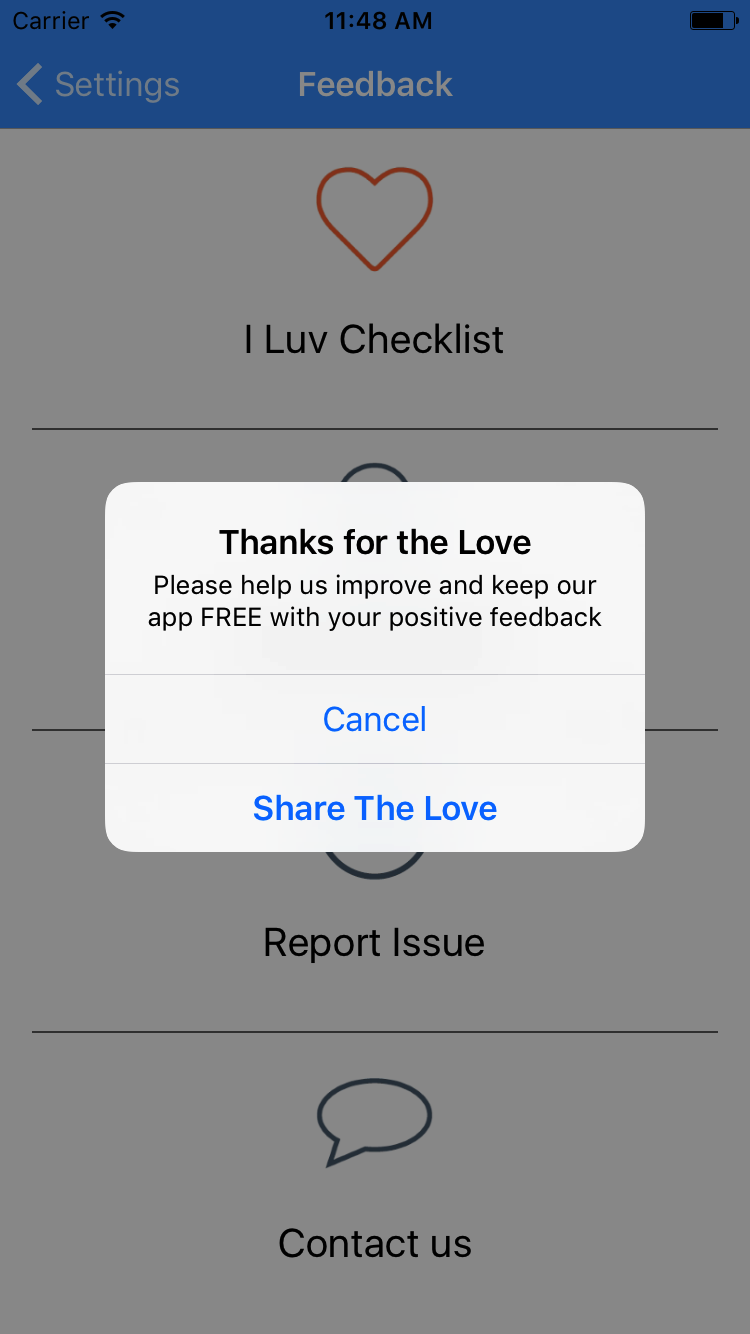 Carrier 11:48 AM
Settings Feedback
I Luv Checklist
Thanks for the Love
Please help us improve and keep our
app FREE with your positive feedback
Cancel
Share The Love
Report Issue
Contact us